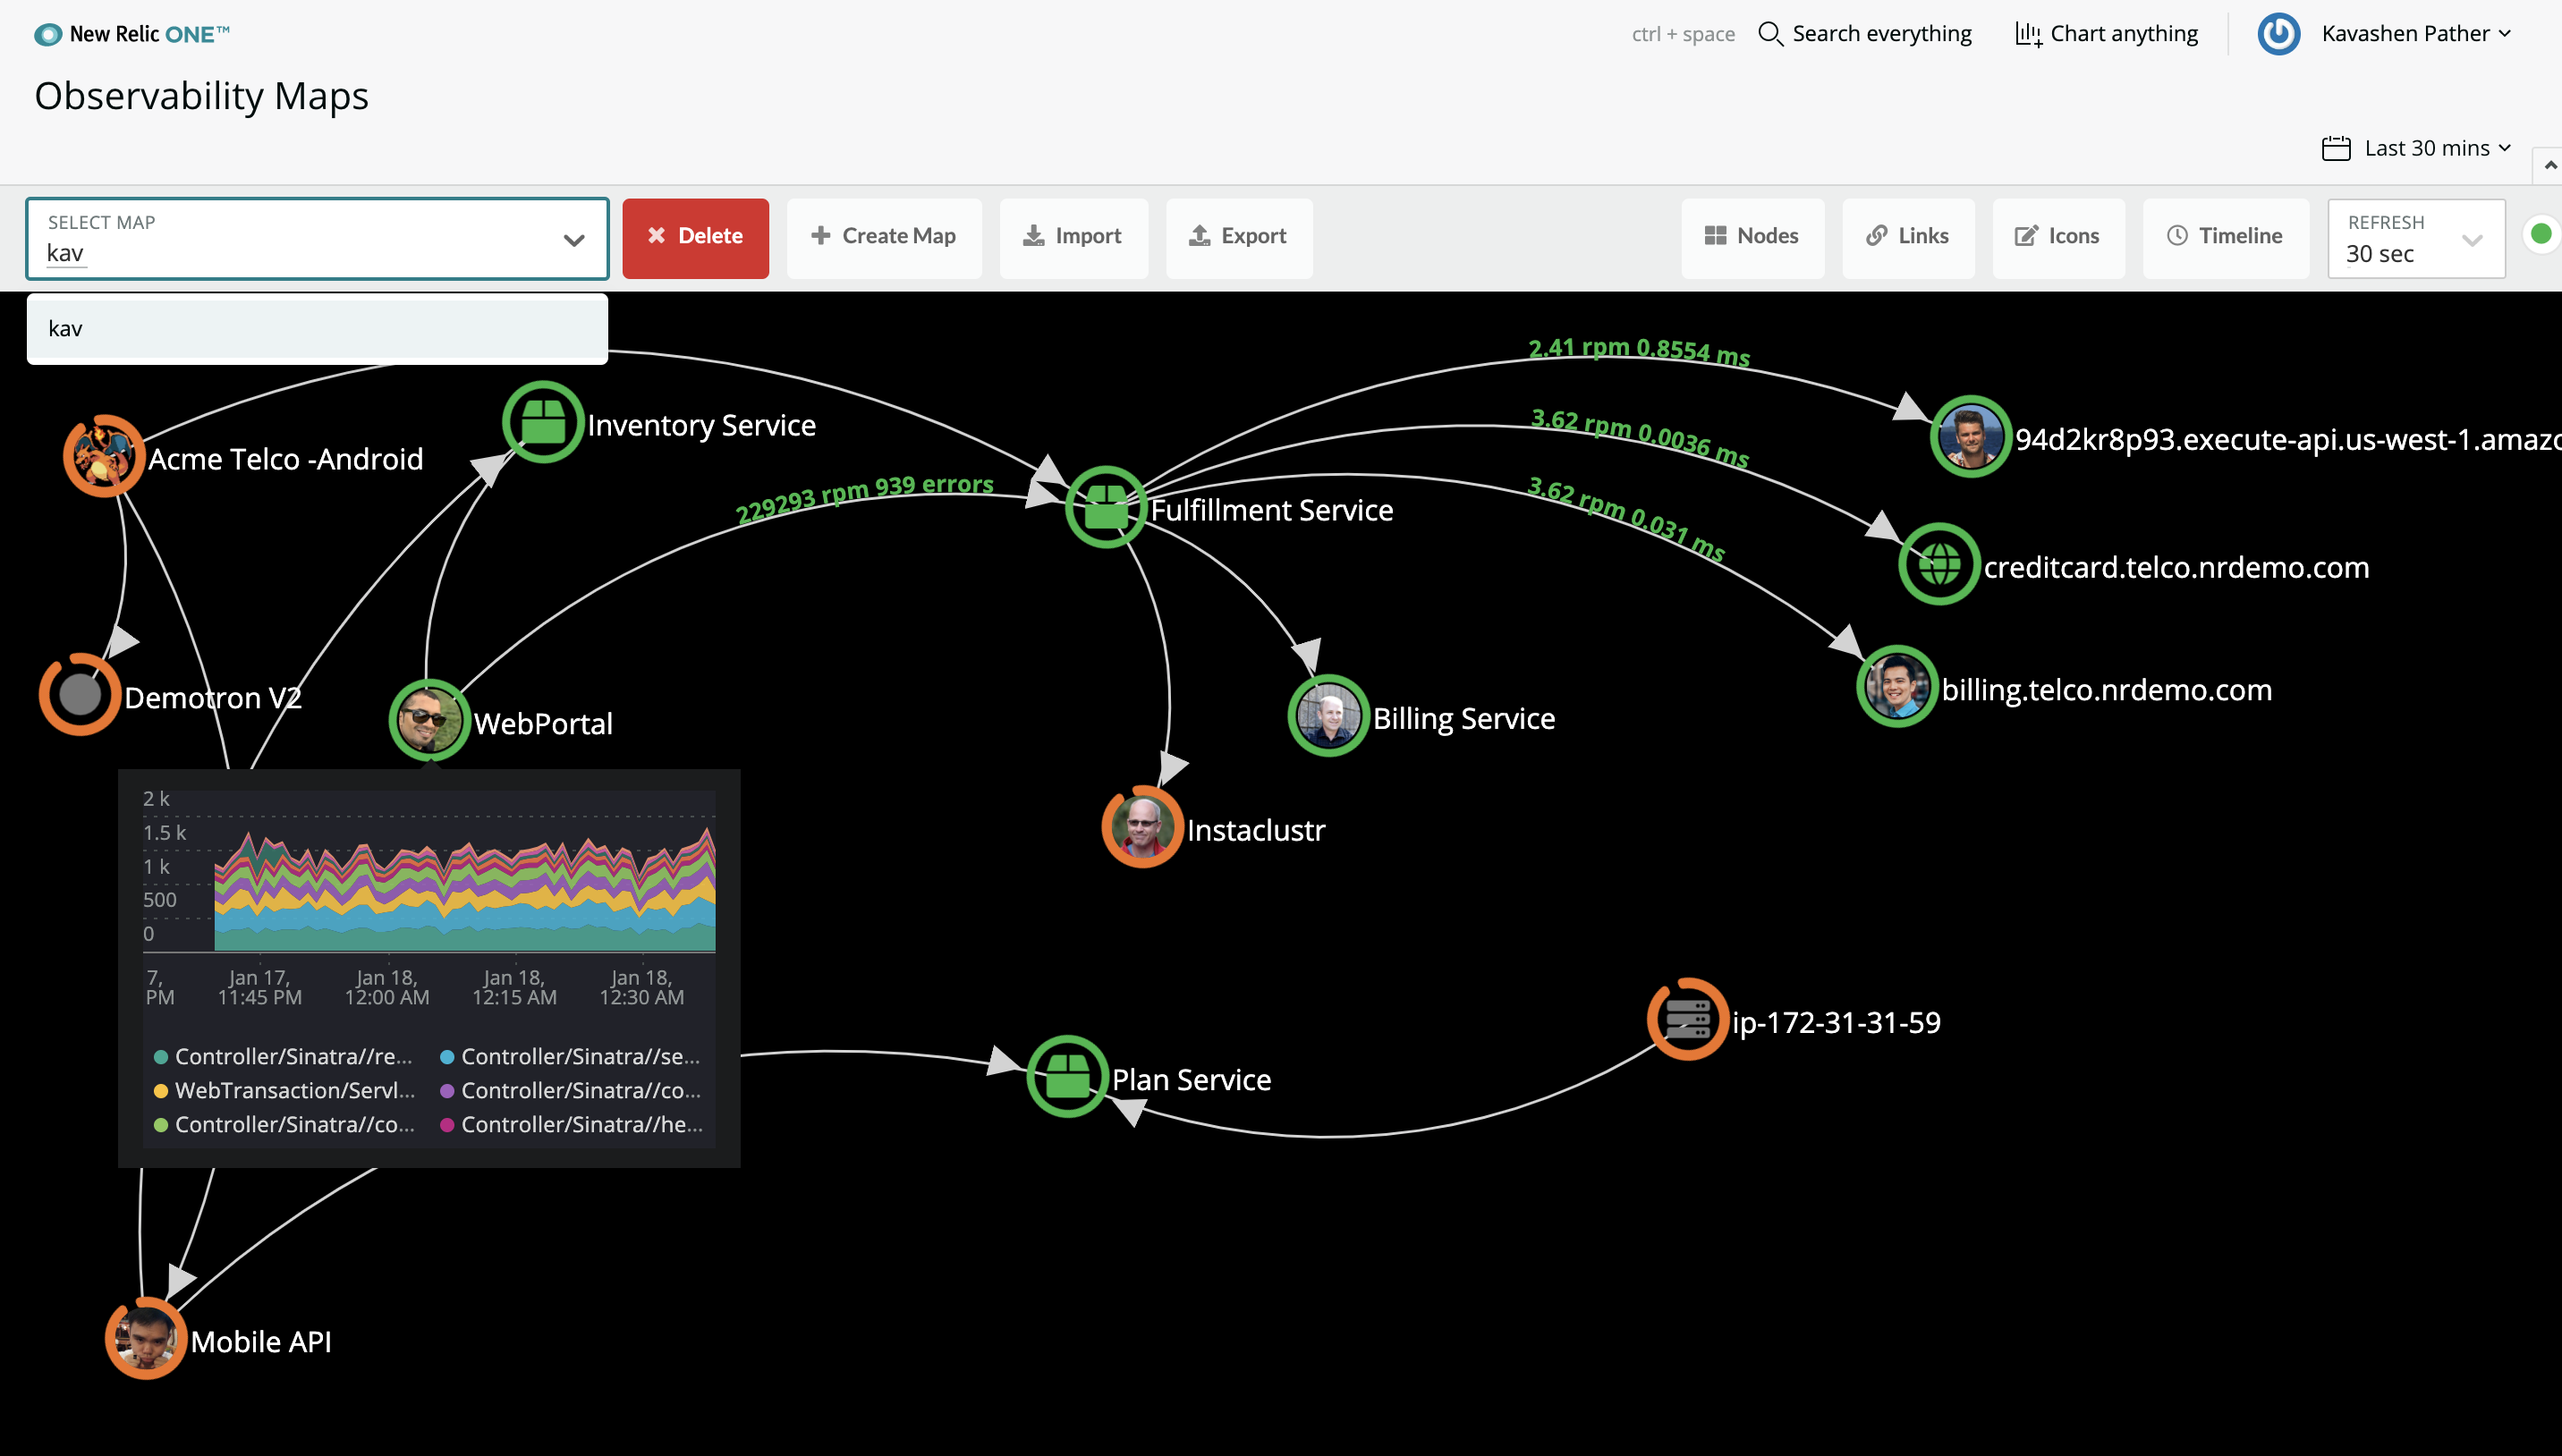 New Relic ONE™
ctrl + space
Search everything
Chart anything
Kavashen Pather
Observability Maps
Last 30 mins
SELECT MAP
kav
Delete
Create Map
Import
Export
Nodes
Links
Icons
Timeline
REFRESH
30 sec
kav
2.41 rpm 0.8554 ms
3.62 rpm 0.0036 ms
3.62 rpm 0.031 ms
229293 rpm 939 errors
Inventory Service
Acme Telco -Android
94d2kr8p93.execute-api.us-west-1.amazo
Fulfillment Service
creditcard.telco.nrdemo.com
Demotron V2
WebPortal
Billing Service
billing.telco.nrdemo.com
Instaclustr
2 k
1.5 k
1 k
500
0
7, PM
Jan 17, 11:45 PM
Jan 18, 12:00 AM
Jan 18, 12:15 AM
Jan 18, 12:30 AM
Controller/Sinatra//re...
Controller/Sinatra//se...
WebTransaction/Servl...
Controller/Sinatra//co...
Controller/Sinatra//co...
Controller/Sinatra//he...
ip-172-31-31-59
Plan Service
Mobile API